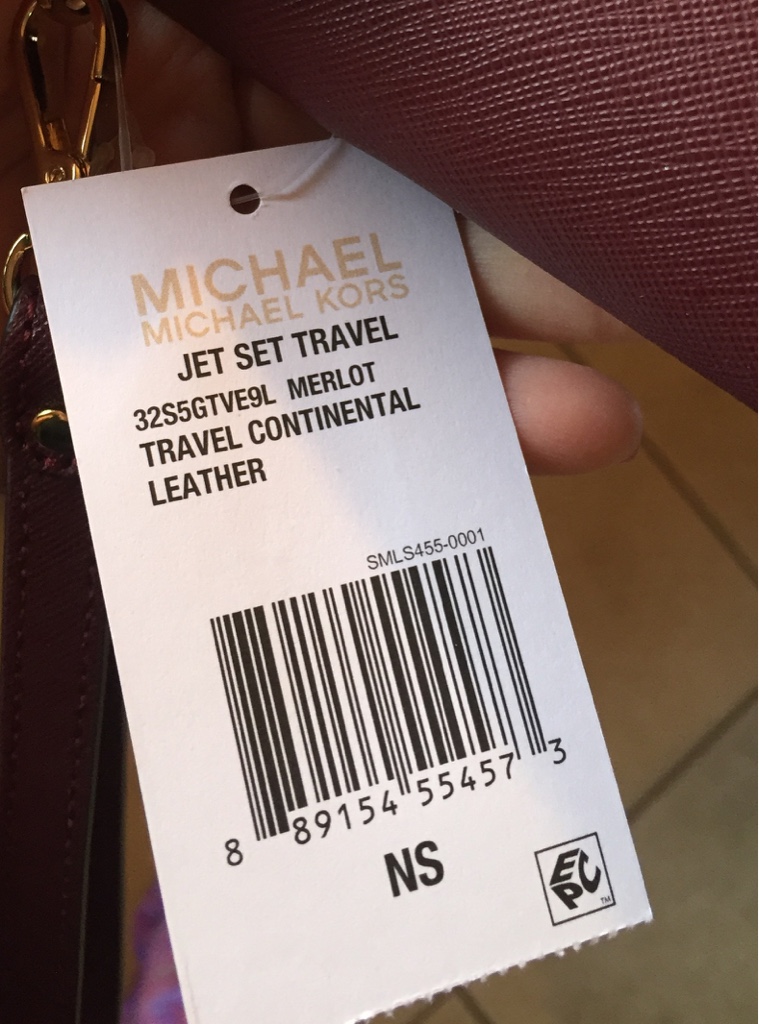 MICHAEL
MICHAEL KORS
JET SET TRAVEL
32S5GTVE9L MERLOT
TRAVEL CONTINENTAL
LEATHER
SMLS455-0001
8 89154 55457 3
NS
EPC
TM